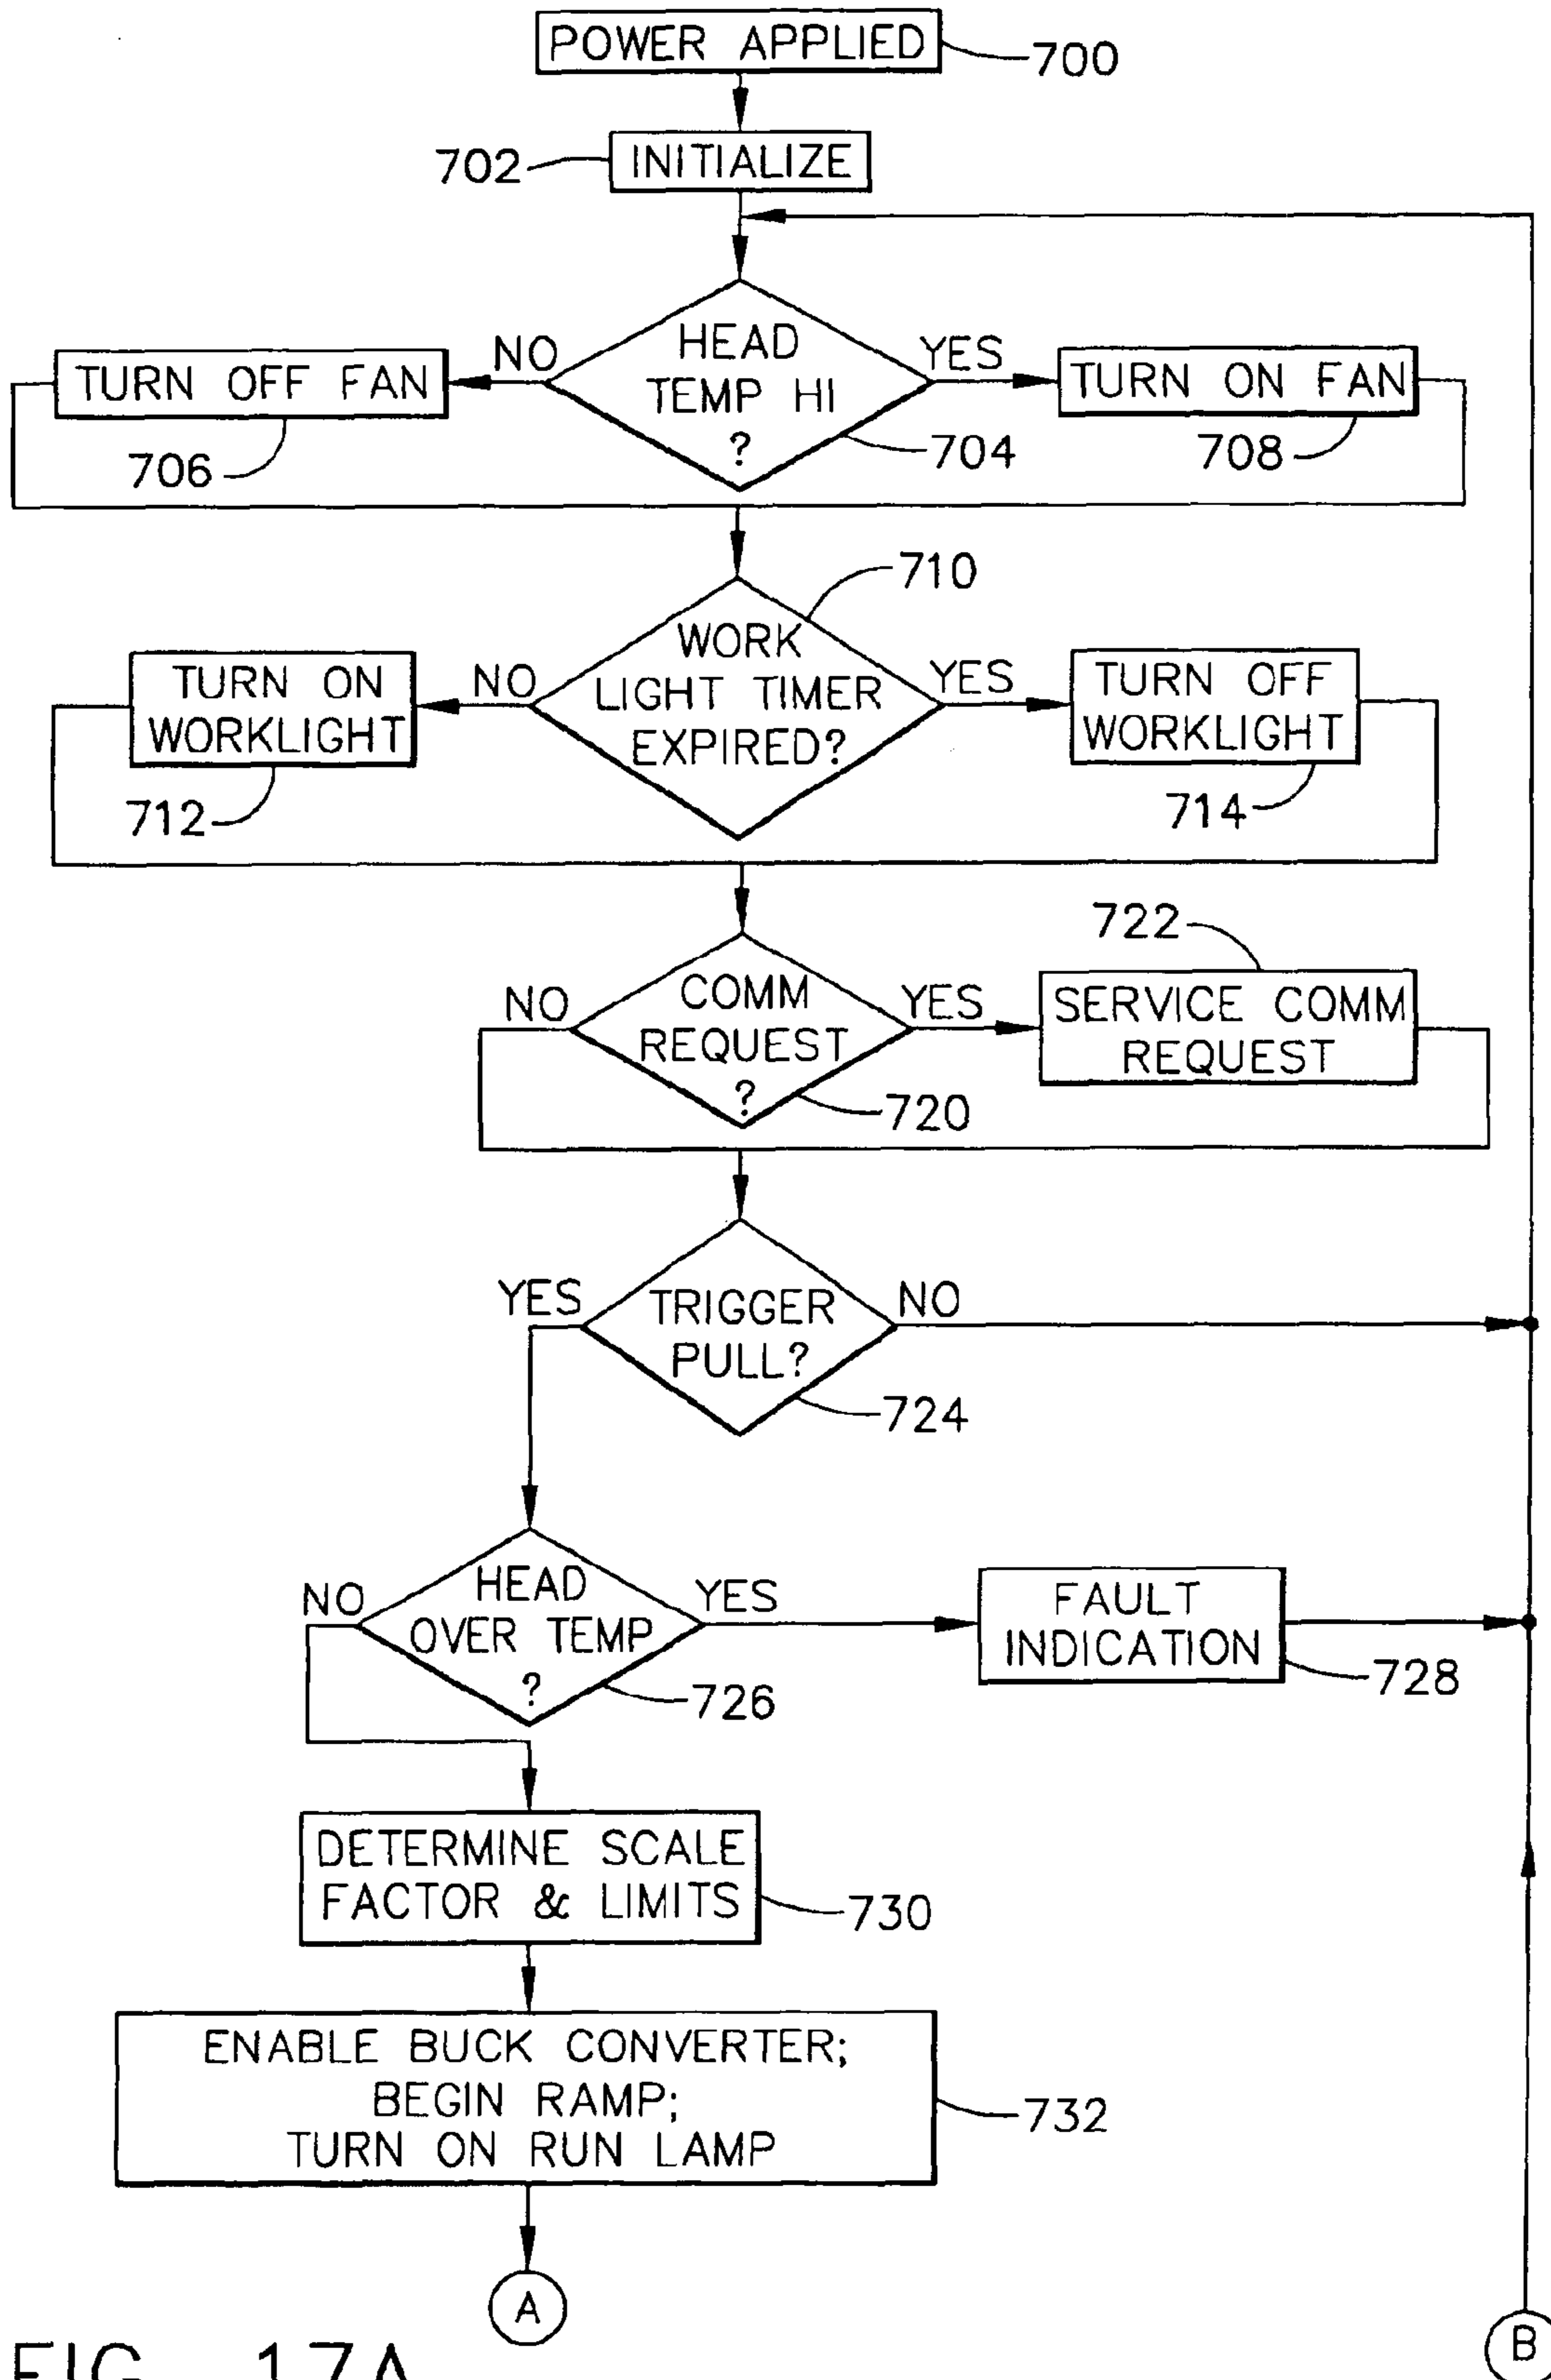 POWER APPLIED
700
702
INITIALIZE
HEAD
TEMP HI
?
NO
YES
TURN OFF FAN
TURN ON FAN
706
704
708
710
WORK
LIGHT TIMER
EXPIRED?
NO
YES
TURN ON
WORKLIGHT
TURN OFF
WORKLIGHT
712
714
722
COMM
REQUEST
?
NO
YES
SERVICE COMM
REQUEST
720
TRIGGER
PULL?
YES
NO
724
HEAD
OVER TEMP
?
NO
YES
FAULT
INDICATION
726
728
DETERMINE SCALE
FACTOR & LIMITS
730
ENABLE BUCK CONVERTER;
BEGIN RAMP;
TURN ON RUN LAMP
732
A
B
FIG. 17A